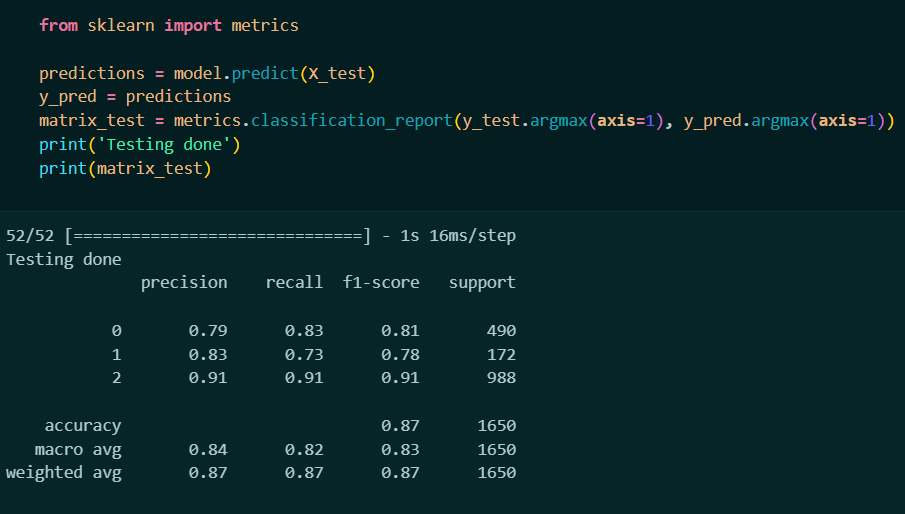 from sklearn import metrics
predictions = model.predict(X_test)
y_pred = predictions
matrix_test = metrics.classification_report(y_test.argmax(axis=1), y_pred.argmax(axis=1))
print('Testing done')
print(matrix_test)
52/52 [==============================] - 1s 16ms/step
Testing done
precision recall f1-score support
0 0.79 0.83 0.81 490
1 0.83 0.73 0.78 172
2 0.91 0.91 0.91 988
accuracy 0.87 1650
macro avg 0.84 0.82 0.83 1650
weighted avg 0.87 0.87 0.87 1650